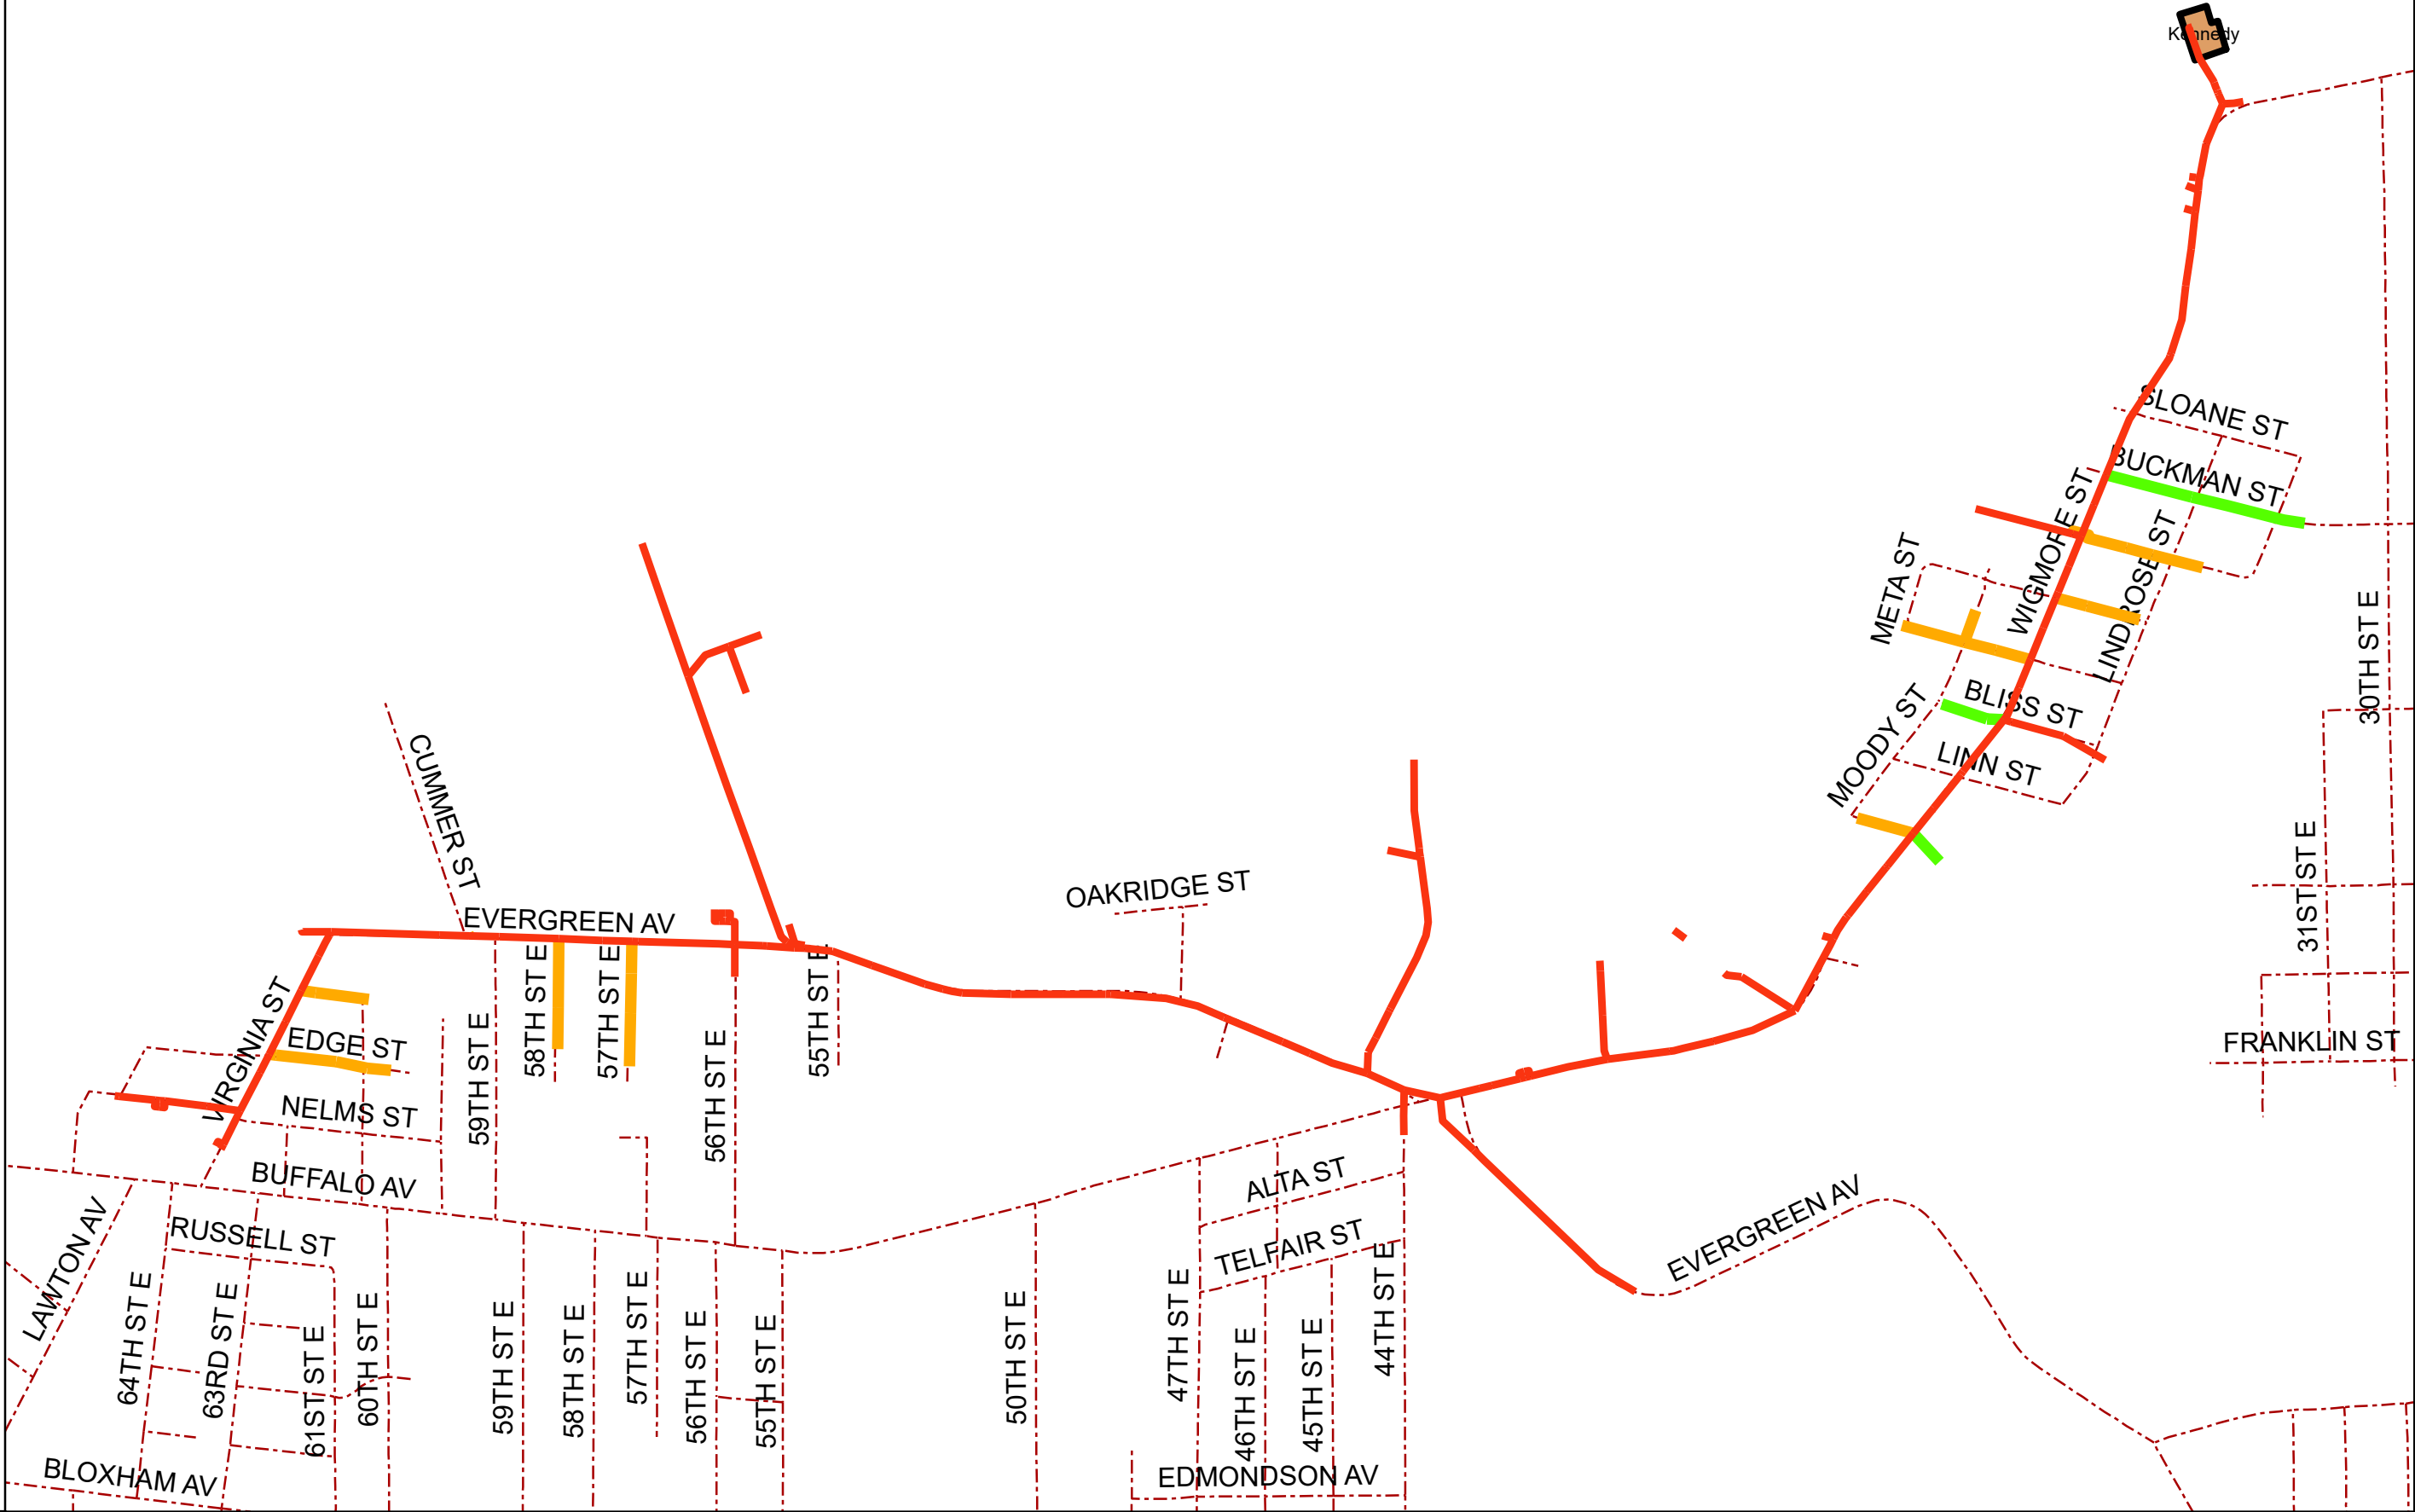 Kennedy
SLOANE ST
BUCKMAN ST
WIGMORE ST
LINDROSE ST
META ST
30TH ST E
BLISS ST
MOODY ST
LINN ST
CUMMER ST
31ST ST E
OAKRIDGE ST
EVERGREEN AV
58TH ST E
57TH ST E
55TH ST E
VIRGINIA ST
59TH ST E
56TH ST E
EDGE ST
FRANKLIN ST
NELMS ST
BUFFALO AV
ALTA ST
EVERGREEN AV
LAWTON AV
RUSSELL ST
TELFAIR ST
64TH ST E
63RD ST E
61ST ST E
60TH ST E
59TH ST E
58TH ST E
57TH ST E
56TH ST E
55TH ST E
50TH ST E
47TH ST E
46TH ST E
45TH ST E
44TH ST E
BLOXHAM AV
EDMONDSON AV